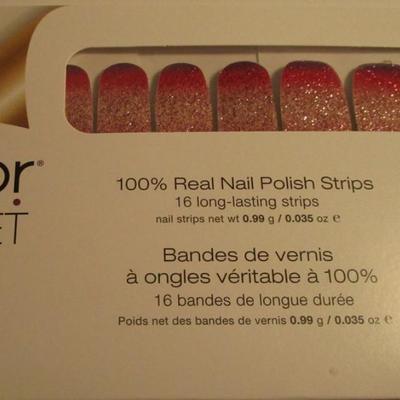 or®
ET
100% Real Nail Polish Strips
16 long-lasting strips
nail strips net wt 0.99 g / 0.035 oz ℮
Bandes de vernis
à ongles véritable à 100%
16 bandes de longue durée
Poids net des bandes de vernis 0.99 g / 0.035 oz ℮